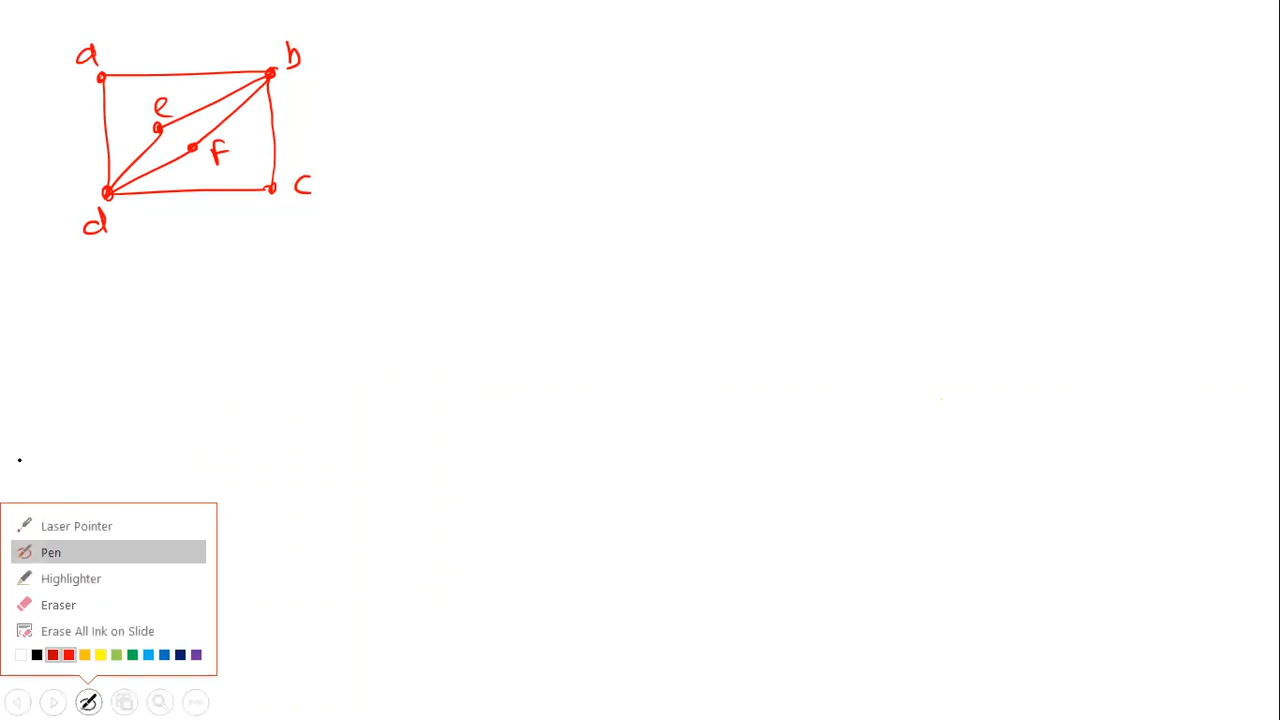 a b
e
f
c
d
Laser Pointer
Pen
Highlighter
Eraser
Erase All Ink on Slide